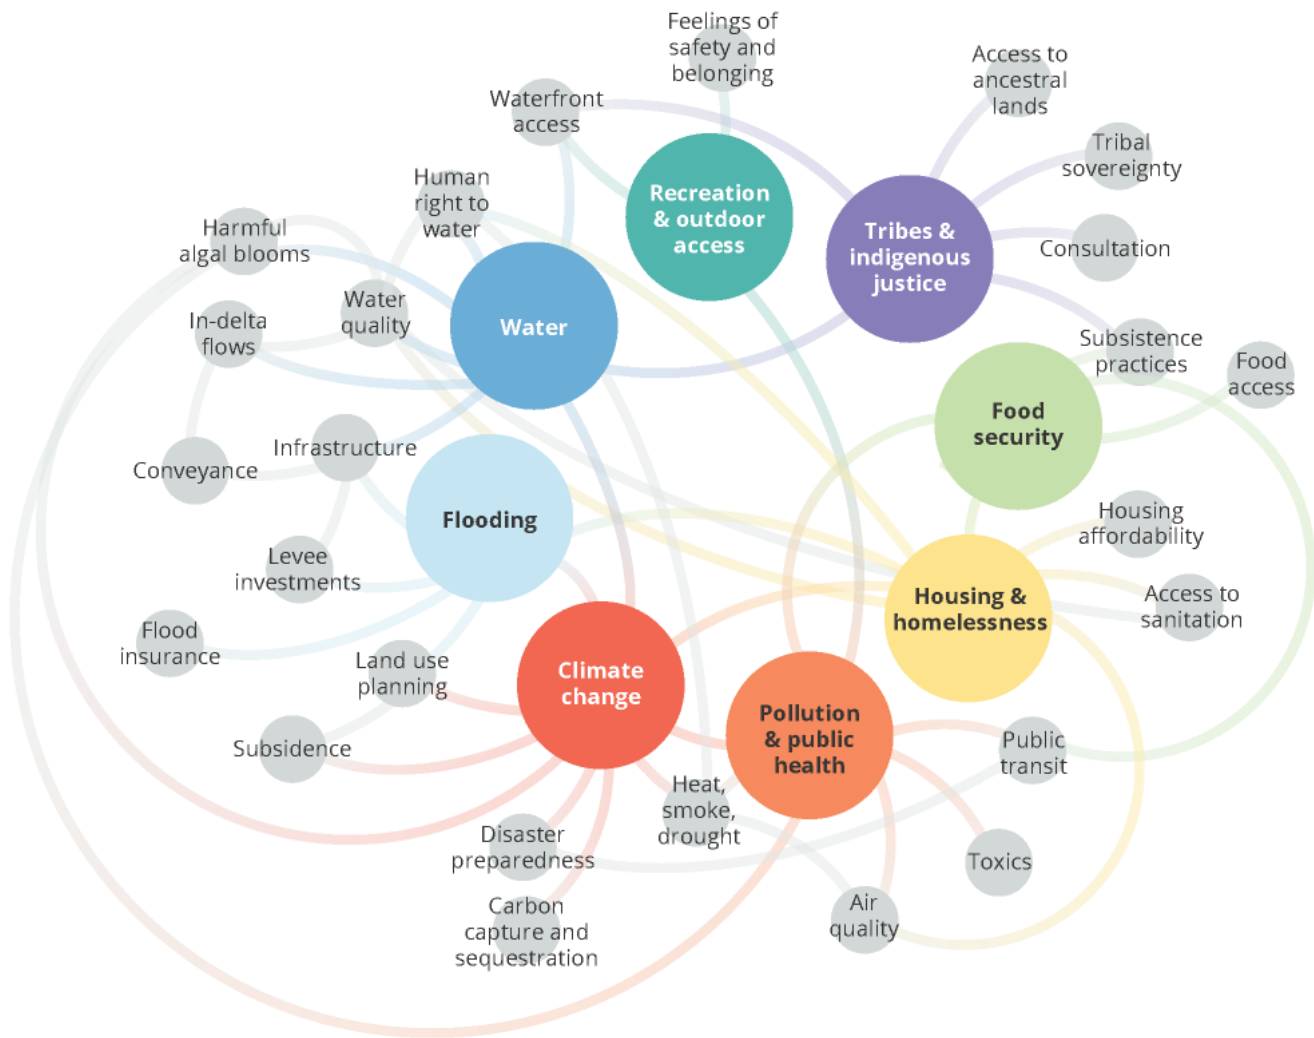 Feelings of
safety and
belonging
Access to
ancestral
lands
Waterfront
access
Tribal
sovereignty
Human
right to
water
Recreation
& outdoor
access
Tribes &
indigenous
justice
Consultation
Harmful
algal blooms
Water
quality
In-delta
flows
Water
Subsistence
practices
Food
access
Food
security
Infrastructure
Conveyance
Flooding
Housing
affordability
Levee
investments
Housing &
homelessness
Access to
sanitation
Flood
insurance
Land use
planning
Climate
change
Pollution
& public
health
Subsidence
Public
transit
Heat,
smoke,
drought
Disaster
preparedness
Toxics
Carbon
capture and
sequestration
Air
quality